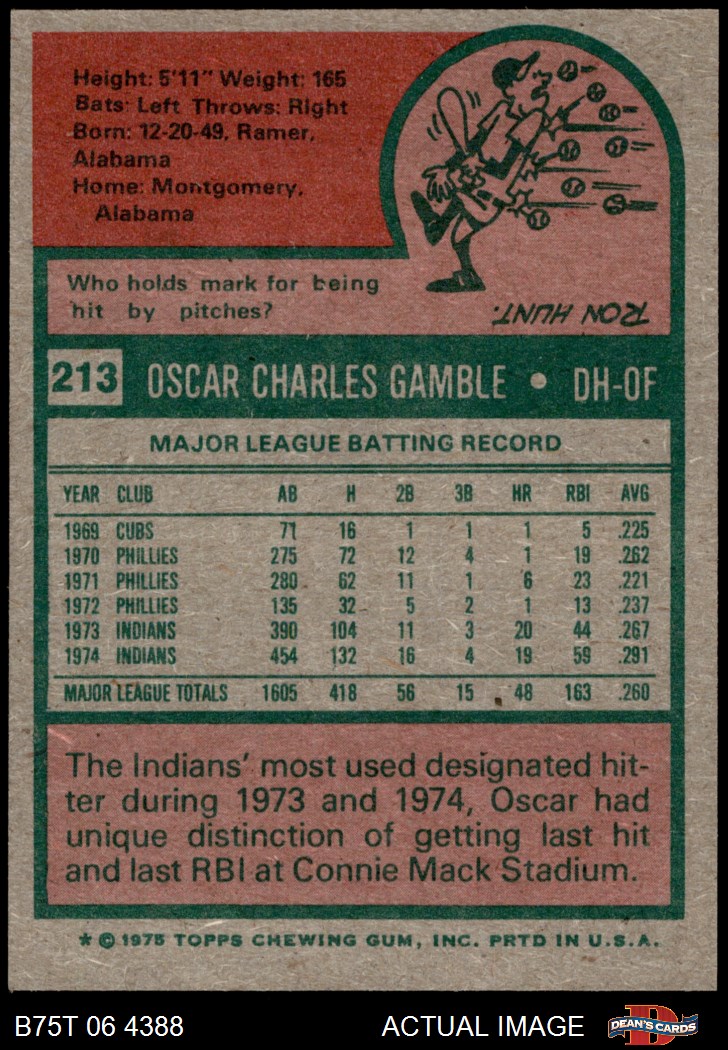 Height: 5'11" Weight: 165
Bats: Left Throws: Right
Born: 12-20-49, Ramer,
Alabama
Home: Montgomery,
Alabama
Who holds mark for being
hit by pitches?
RON HUNT.
213 OSCAR CHARLES GAMBLE • DH-OF
MAJOR LEAGUE BATTING RECORD
YEAR CLUB AB H 2B 3B HR RBI AVG
1969 CUBS 71 16 1 1 1 5 .225
1970 PHILLIES 275 72 12 4 1 19 .262
1971 PHILLIES 280 62 11 1 6 23 .221
1972 PHILLIES 135 32 5 2 1 13 .237
1973 INDIANS 390 104 11 3 20 44 .267
1974 INDIANS 454 132 16 4 19 59 .291
MAJOR LEAGUE TOTALS 1605 418 56 15 48 163 .260
The Indians' most used designated hit-
ter during 1973 and 1974, Oscar had
unique distinction of getting last hit
and last RBI at Connie Mack Stadium.
* © 1975 TOPPS CHEWING GUM, INC. PRTD IN U.S.A.
B75T 06 4388 ACTUAL IMAGE DEAN'S CARDS